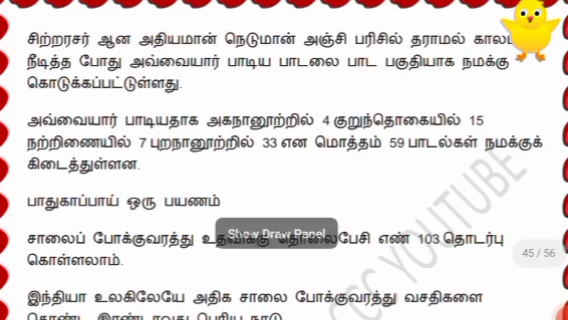 சிற்றரசர் ஆன அதியமான் நெடுமான் அஞ்சி பரிசில் தராமல்
நீடித்த போது அவ்வையார் பாடிய பாடலை பாட பகுதியாக நமக்கு
கொடுக்கப்பட்டுள்ளது.
அவ்வையார் பாடியதாக அகநானூற்றில் 4 குறுந்தொகையில் 15
நற்றிணையில் 7 புறநானூற்றில் 33 என மொத்தம் 59 பாடல்கள் நமக்குக்
கிடைத்துள்ளன.
பாதுகாப்பாய் ஒரு பயணம்
Show Draw Panel
சாலைப் போக்குவரத்து உதவிக்கு தொலைபேசி எண் 103 தொடர்பு
கொள்ளலாம்.
45 / 56
இந்தியா உலகிலேயே அதிக சாலை போக்குவரத்து வசதிகளை
கொண்ட இரண்டாவது பெரிய நாடு
CCC YOUTUBE